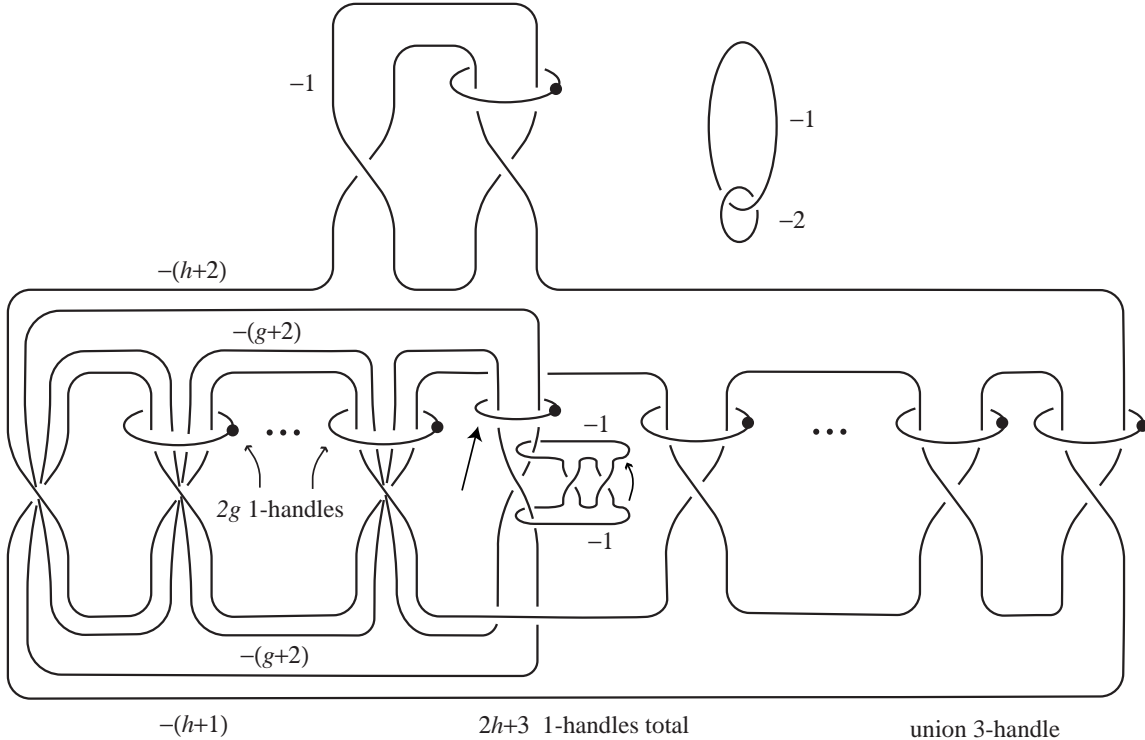 −1
−1
−2
−(h+2)
−(g+2)
−1
2g 1-handles
−1
−(g+2)
−(h+1)
2h+3 1-handles total
union 3-handle